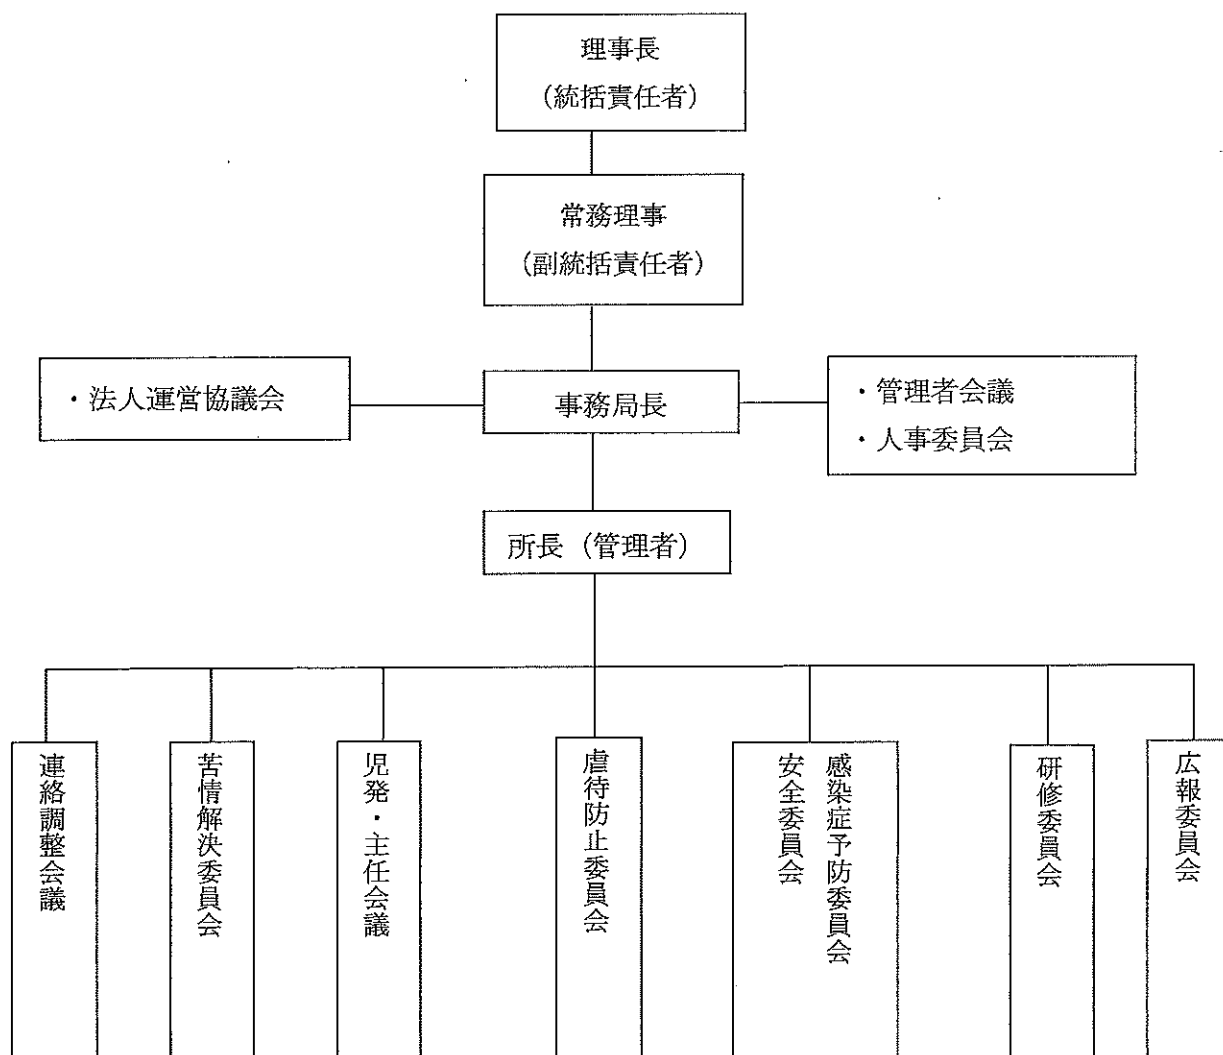 理事長
（統括責任者）
常務理事
（副統括責任者）
・法人運営協議会
事務局長
・管理者会議
・人事委員会
所長（管理者）
連絡調整会議
苦情解決委員会
児発・主任会議
虐待防止委員会
感染症予防委員会
安全委員会
研修委員会
広報委員会